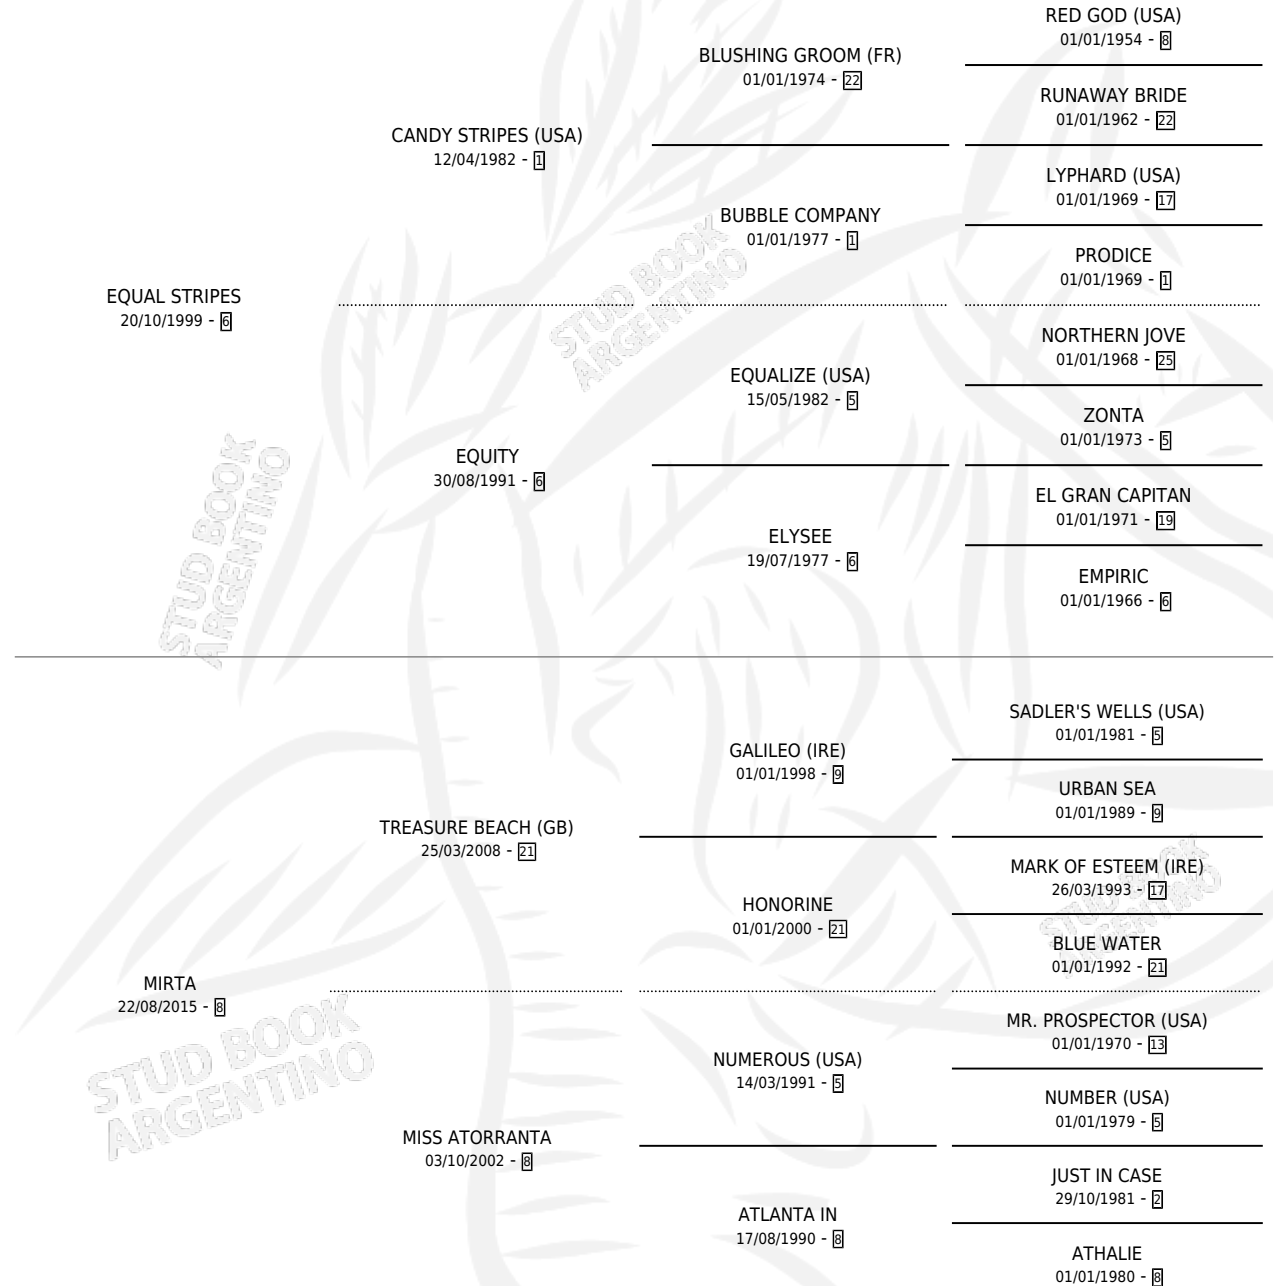 RED GOD (USA)
01/01/1954 - 8
BLUSHING GROOM (FR)
01/01/1974 - 22
RUNAWAY BRIDE
01/01/1962 - 22
CANDY STRIPES (USA)
12/04/1982 - 1
LYPHARD (USA)
01/01/1969 - 17
BUBBLE COMPANY
01/01/1977 - 1
PRODICE
01/01/1969 - 1
EQUAL STRIPES
20/10/1999 - 6
STUD BOOK
ARGENTINO
NORTHERN JOVE
01/01/1968 - 25
EQUALIZE (USA)
15/05/1982 - 5
ZONTA
01/01/1973 - 5
EQUITY
30/08/1991 - 6
EL GRAN CAPITAN
01/01/1971 - 19
ELYSEE
19/07/1977 - 6
EMPIRIC
01/01/1966 - 6
STUD BOOK
ARGENTINO
SADLER'S WELLS (USA)
01/01/1981 - 5
GALILEO (IRE)
01/01/1998 - 9
URBAN SEA
01/01/1989 - 9
TREASURE BEACH (GB)
25/03/2008 - 21
MARK OF ESTEEM (IRE)
26/03/1993 - 17
HONORINE
01/01/2000 - 21
STUD BOOK
ARGENTINO
BLUE WATER
01/01/1992 - 21
MIRTA
22/08/2015 - 8
MR. PROSPECTOR (USA)
01/01/1970 - 13
STUD BOOK
ARGENTINO
NUMEROUS (USA)
14/03/1991 - 5
NUMBER (USA)
01/01/1979 - 5
MISS ATORRANTA
03/10/2002 - 8
JUST IN CASE
29/10/1981 - 2
ATLANTA IN
17/08/1990 - 8
ATHALIE
01/01/1980 - 8